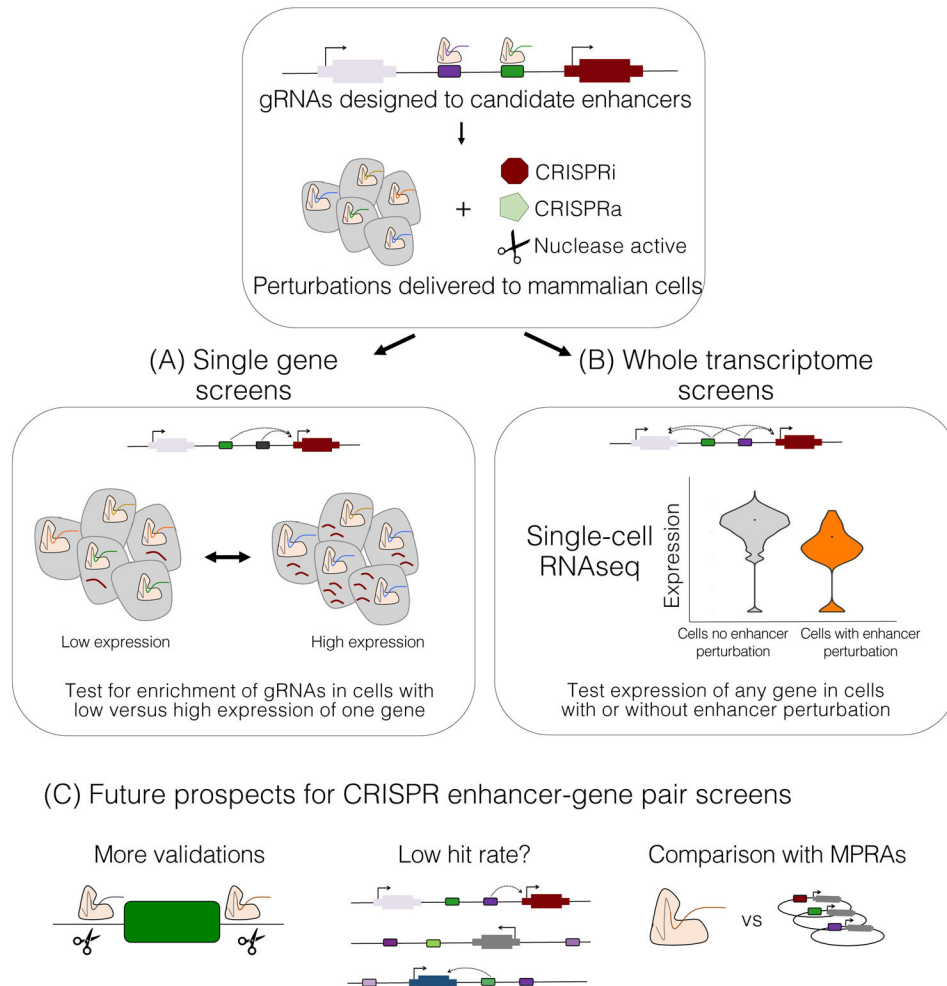 gRNAs designed to candidate enhancers
+
CRISPRi
CRISPRa
Nuclease active
Perturbations delivered to mammalian cells
(A) Single gene
screens
Low expression
High expression
Test for enrichment of gRNAs in cells with
low versus high expression of one gene
(B) Whole transcriptome
screens
Single-cell
RNAseq
Expression
Cells no enhancer
perturbation
Cells with enhancer
perturbation
Test expression of any gene in cells
with or without enhancer perturbation
(C) Future prospects for CRISPR enhancer-gene pair screens
More validations
Low hit rate?
Comparison with MPRAs
vs